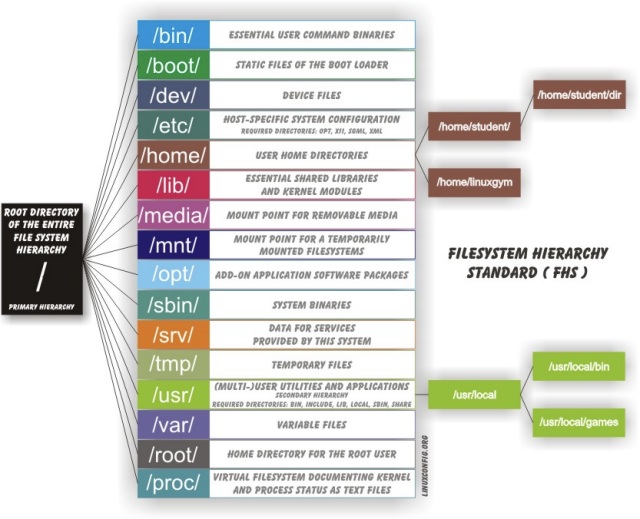 ROOT DIRECTORY
OF THE ENTIRE
FILE SYSTEM
HIERARCHY
/
PRIMARY HIERARCHY
/bin/
ESSENTIAL USER COMMAND BINARIES
/boot/
STATIC FILES OF THE BOOT LOADER
/dev/
DEVICE FILES
/etc/
HOST-SPECIFIC SYSTEM CONFIGURATION
REQUIRED DIRECTORIES: OPT, XII, SGML, XML
/home/
USER HOME DIRECTORIES
/home/student/
/home/student/dir
/home/linuxgym
/lib/
ESSENTIAL SHARED LIBRARIES
AND KERNEL MODULES
/media/
MOUNT POINT FOR REMOVABLE MEDIA
/mnt/
MOUNT POINT FOR A TEMPORARILY
MOUNTED FILESYSTEMS
/opt/
ADD-ON APPLICATION SOFTWARE PACKAGES
/sbin/
SYSTEM BINARIES
/srv/
DATA FOR SERVICES
PROVIDED BY THIS SYSTEM
/tmp/
TEMPORARY FILES
/usr/
(MULTI-)USER UTILITIES AND APPLICATIONS
SECONDARY HIERARCHY
REQUIRED DIRECTORIES: BIN, INCLUDE, LIB, LOCAL, SBIN, SHARE
/usr/local
/usr/local/bin
/usr/local/games
/var/
VARIABLE FILES
/root/
HOME DIRECTORY FOR THE ROOT USER
/proc/
VIRTUAL FILESYSTEM DOCUMENTING KERNEL
AND PROCESS STATUS AS TEXT FILES
FILESYSTEM HIERARCHY
STANDARD ( FHS )
LINUXCONFIG.ORG